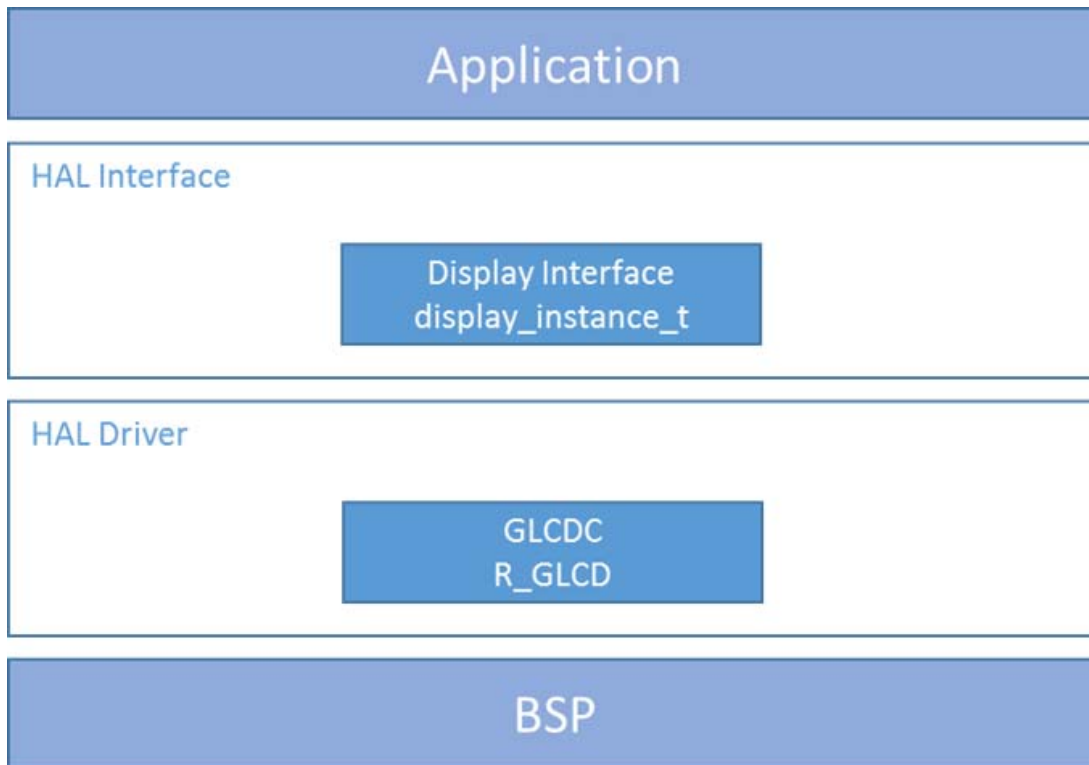 Application
HAL Interface
Display Interface
display_instance_t
HAL Driver
GLCDC
R_GLCD
BSP